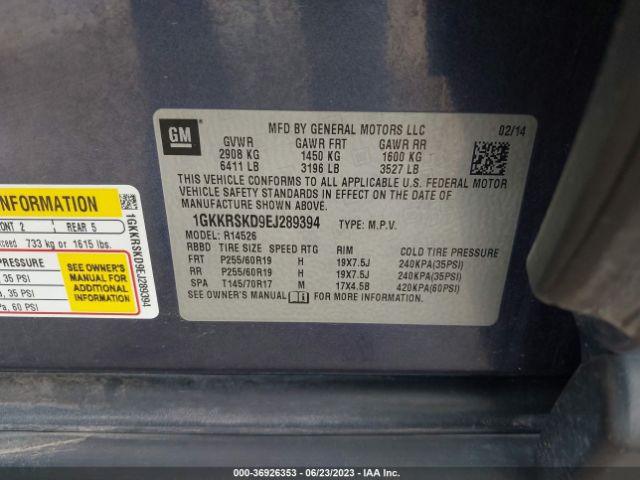 GM
MFD BY GENERAL MOTORS LLC 02/14
GVWR GAWR FRT GAWR RR
2908 KG 1450 KG 1600 KG
6411 LB 3196 LB 3527 LB
THIS VEHICLE CONFORMS TO ALL APPLICABLE U.S. FEDERAL MOTOR
VEHICLE SAFETY STANDARDS IN EFFECT ON THE DATE OF
MANUFACTURE SHOWN ABOVE.
1GKKRSKD9EJ289394 TYPE: M.P.V.
MODEL: R14526
RBBD TIRE SIZE SPEED RTG RIM COLD TIRE PRESSURE
FRT P255/60R19 H 19X7.5J 240KPA(35PSI)
RR P255/60R19 H 19X7.5J 240KPA(35PSI)
SPA T145/70R17 M 17X4.5B 420KPA(60PSI)
SEE OWNER'S MANUAL FOR MORE INFORMATION
INFORMATION
ONT 2 REAR 5
xceed 733 kg or 1615 lbs.
PRESSURE
, 35 PSI
a, 35 PSI
a, 60 PSI
SEE OWNER'S
MANUAL FOR
ADDITIONAL
INFORMATION
1GKKRSKD9EJ289394
000-36926353 / 06/23/2023 / IAA Inc.